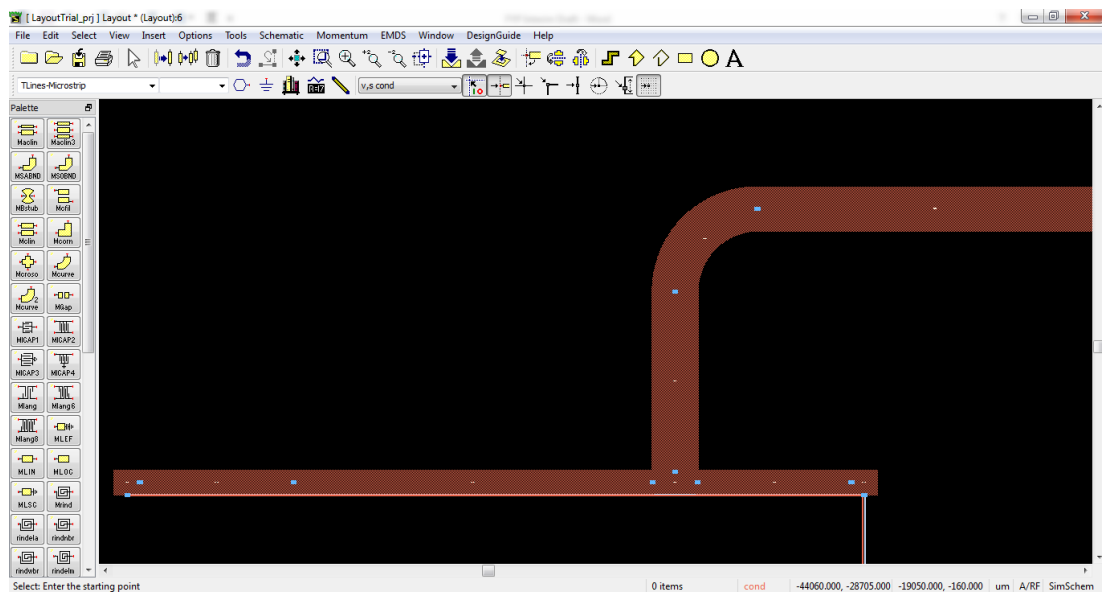 [ LayoutTrial_prj ] Layout * (Layout):6
File Edit Select View Insert Options Tools Schematic Momentum EMDS Window DesignGuide Help
TLines-Microstrip v,s cond
Palette
Maclin Maclin3
MSABND MSOBND
MBstub Mcfil
Mclin Mcorn
Mcroso Mcurve
Mcurve MGap
MICAP1 MICAP2
MICAP3 MICAP4
Mlang Mlang6
Mlang8 MLEF
MLIN MLOC
MLSC Mrind
rindela rindnbr
rindwbr rindelm
Select: Enter the starting point 0 items cond -44060.000, -28705.000 -19050.000, -160.000 um A/RF SimSchem